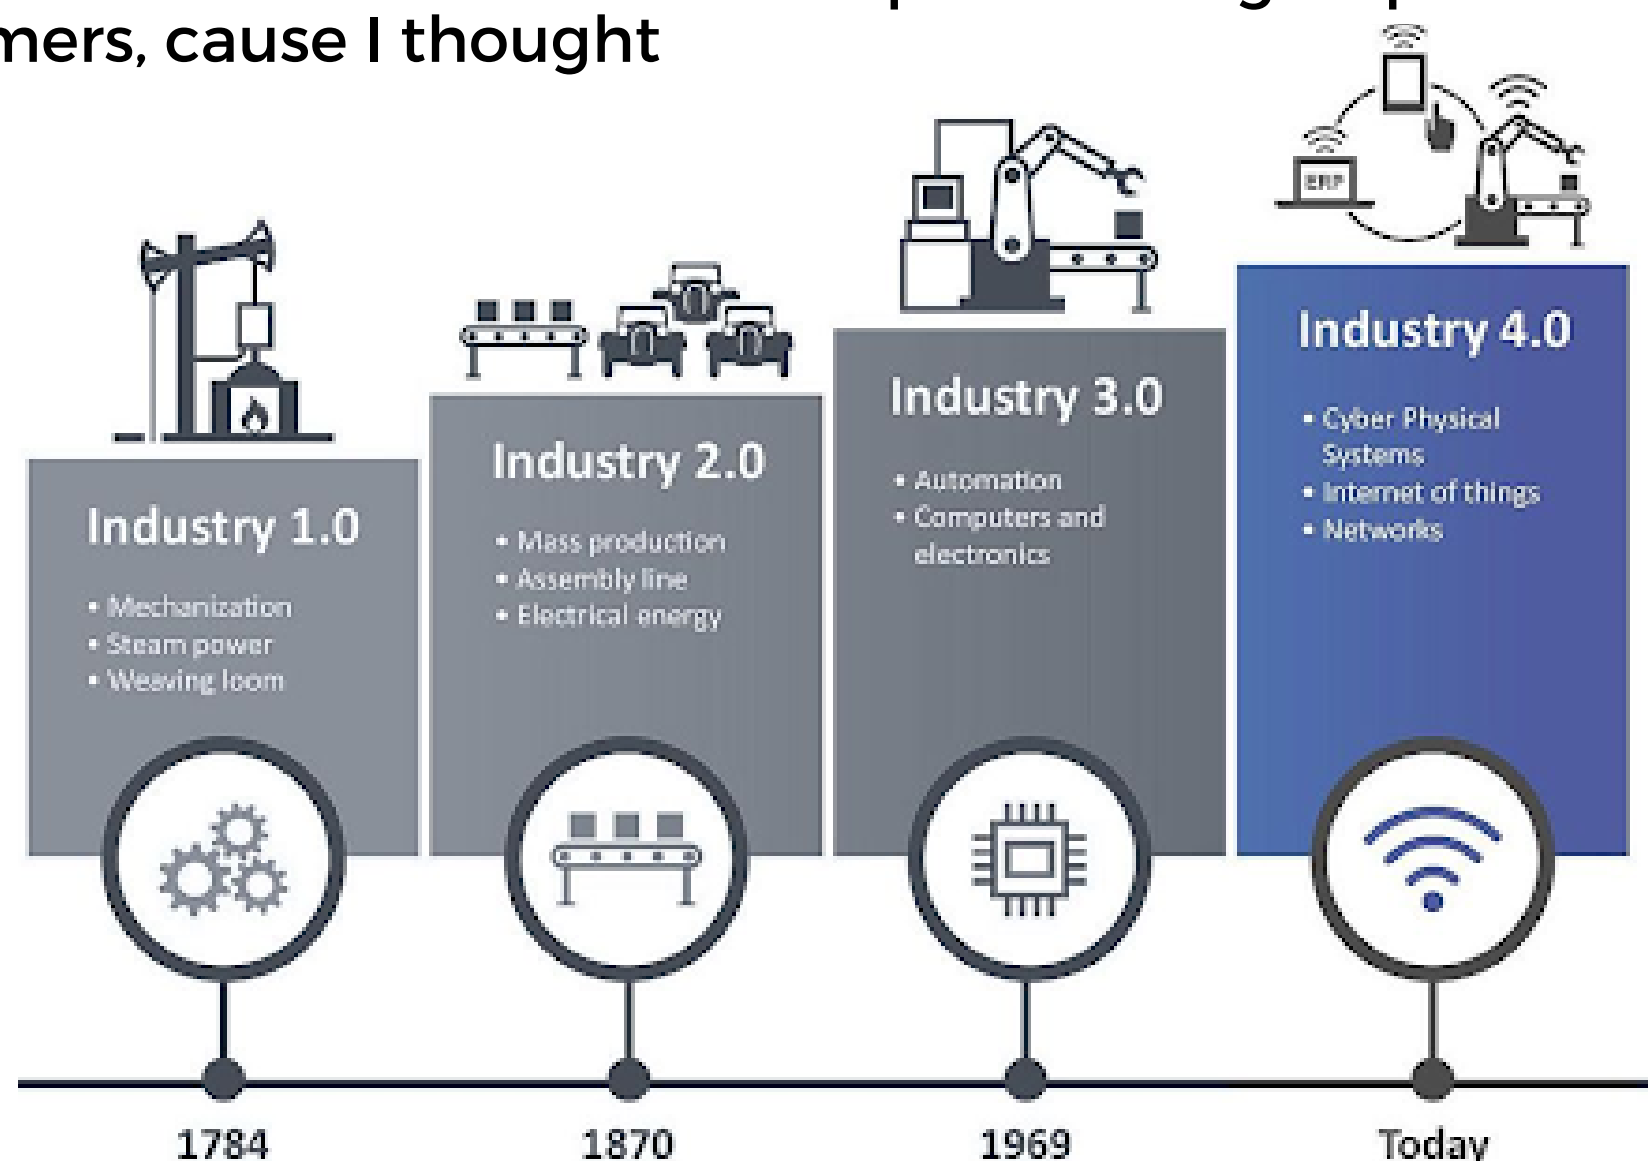 mers, cause I thought
ERP
Industry 1.0
• Mechanization
• Steam power
• Weaving loom
Industry 2.0
• Mass production
• Assembly line
• Electrical energy
Industry 3.0
• Automation
• Computers and
electronics
Industry 4.0
• Cyber Physical
Systems
• Internet of things
• Networks
1784
1870
1969
Today